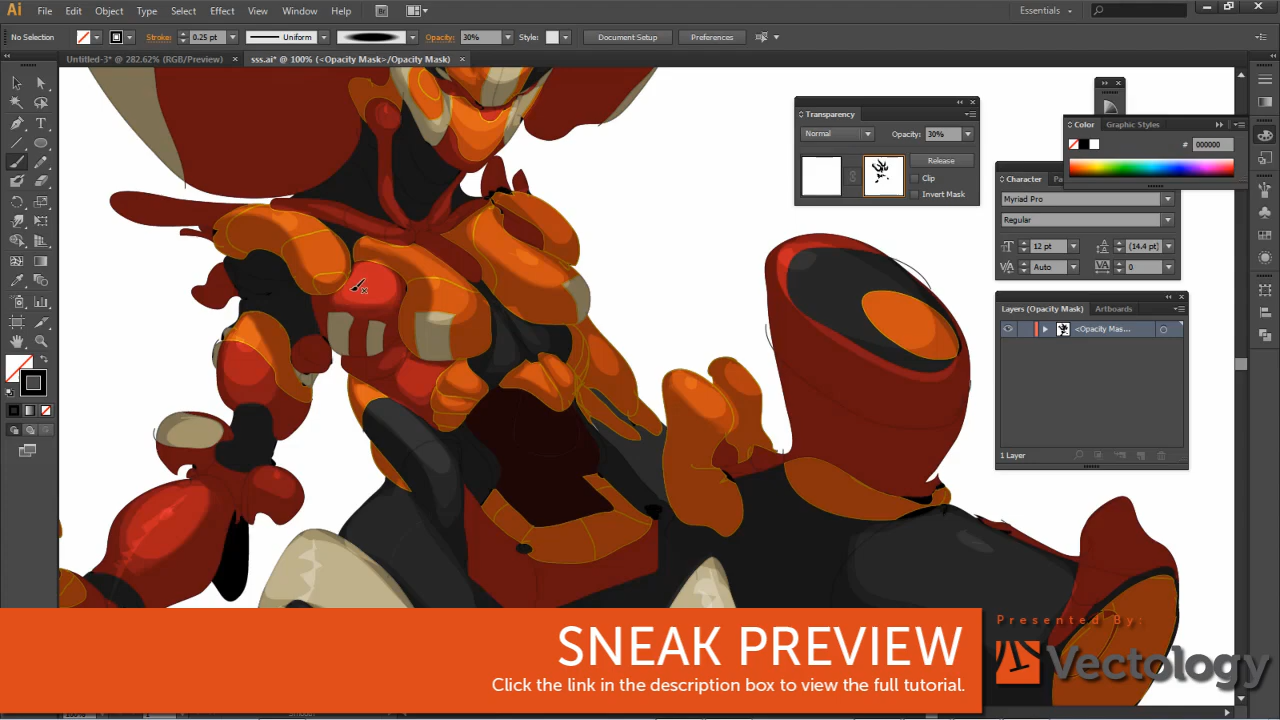 Ai File Edit Object Type Select Effect View Window Help Br Essentials
No Selection Stroke: 0.25 pt Uniform Opacity: 30% Style: Document Setup Preferences
Untitled-3* @ 282.62% (RGB/Preview) × sss.ai* @ 100% (<Opacity Mask>/Opacity Mask) ×
Transparency
Normal Opacity: 30%
Release
Clip
Invert Mask
Color Graphic Styles
# 000000
Character
Myriad Pro
Regular
12 pt (14.4 pt)
Auto 0
Layers (Opacity Mask) Artboards
<Opacity Mas...
1 Layer
SNEAK PREVIEW
Click the link in the description box to view the full tutorial.
Presented By:
Vectology